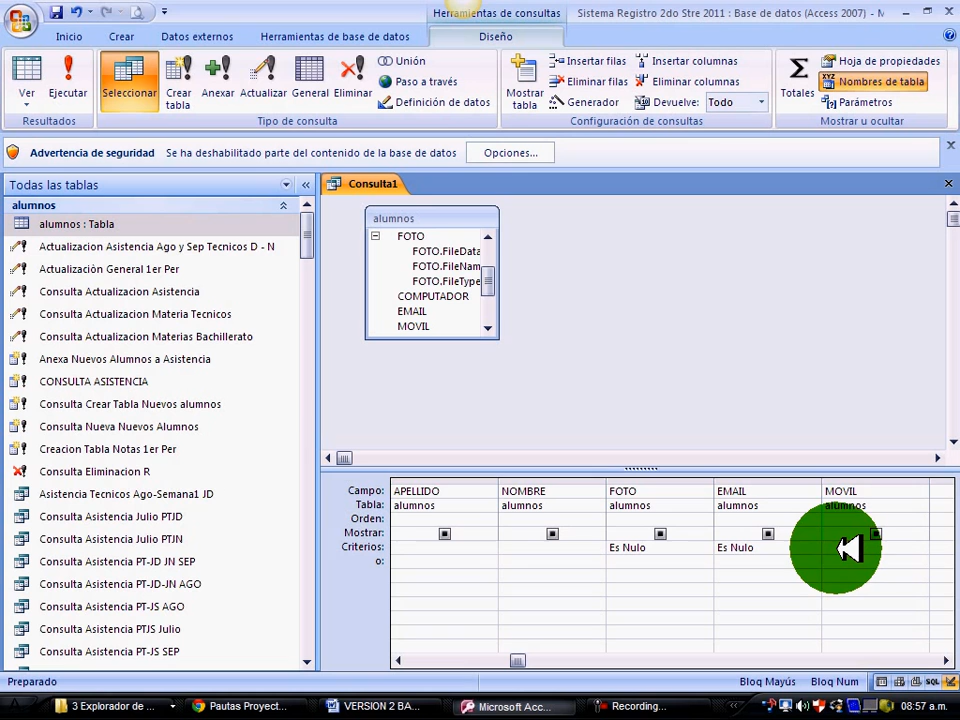 Herramientas de consultas
Sistema Registro 2do Stre 2011 : Base de datos (Access 2007) - M
Inicio
Crear
Datos externos
Herramientas de base de datos
Diseño
Ver
Ejecutar
Resultados
Seleccionar
Crear tabla
Anexar
Actualizar
General
Eliminar
Unión
Paso a través
Definición de datos
Tipo de consulta
Mostrar tabla
Insertar filas
Eliminar filas
Generador
Insertar columnas
Eliminar columnas
Devuelve: Todo
Configuración de consultas
Totales
Hoja de propiedades
Nombres de tabla
Parámetros
Mostrar u ocultar
Advertencia de seguridad Se ha deshabilitado parte del contenido de la base de datos Opciones...
Todas las tablas
alumnos
alumnos : Tabla
Actualizacion Asistencia Ago y Sep Tecnicos D - N
Actualizaciòn General 1er Per
Consulta Actualizacion Asistencia
Consulta Actualizacion Materia Tecnicos
Consulta Actualizacion Materias Bachillerato
Anexa Nuevos Alumnos a Asistencia
CONSULTA ASISTENCIA
Consulta Crear Tabla Nuevos alumnos
Consulta Nueva Nuevos Alumnos
Creacion Tabla Notas 1er Per
Consulta Eliminacion R
Asistencia Tecnicos Ago-Semana1 JD
Consulta Asistencia Julio PTJD
Consulta Asistencia Julio PTJN
Consulta Asistencia PT-JD JN SEP
Consulta Asistencia PT-JD-JN AGO
Consulta Asistencia PT-JS AGO
Consulta Asistencia PTJS Julio
Consulta Asistencia PT-JS SEP
Consulta1
alumnos
FOTO
FOTO.FileData
FOTO.FileNam
FOTO.FileType
COMPUTADOR
EMAIL
MOVIL
Campo: APELLIDO NOMBRE FOTO EMAIL MOVIL
Tabla: alumnos alumnos alumnos alumnos alumnos
Orden:
Mostrar:
Criterios: Es Nulo Es Nulo
o:
Preparado
Bloq Mayús Bloq Num
SQL
3 Explorador de ...
Pautas Proyect...
VERSION 2 BA...
Microsoft Acc...
Recording...
08:57 a.m.